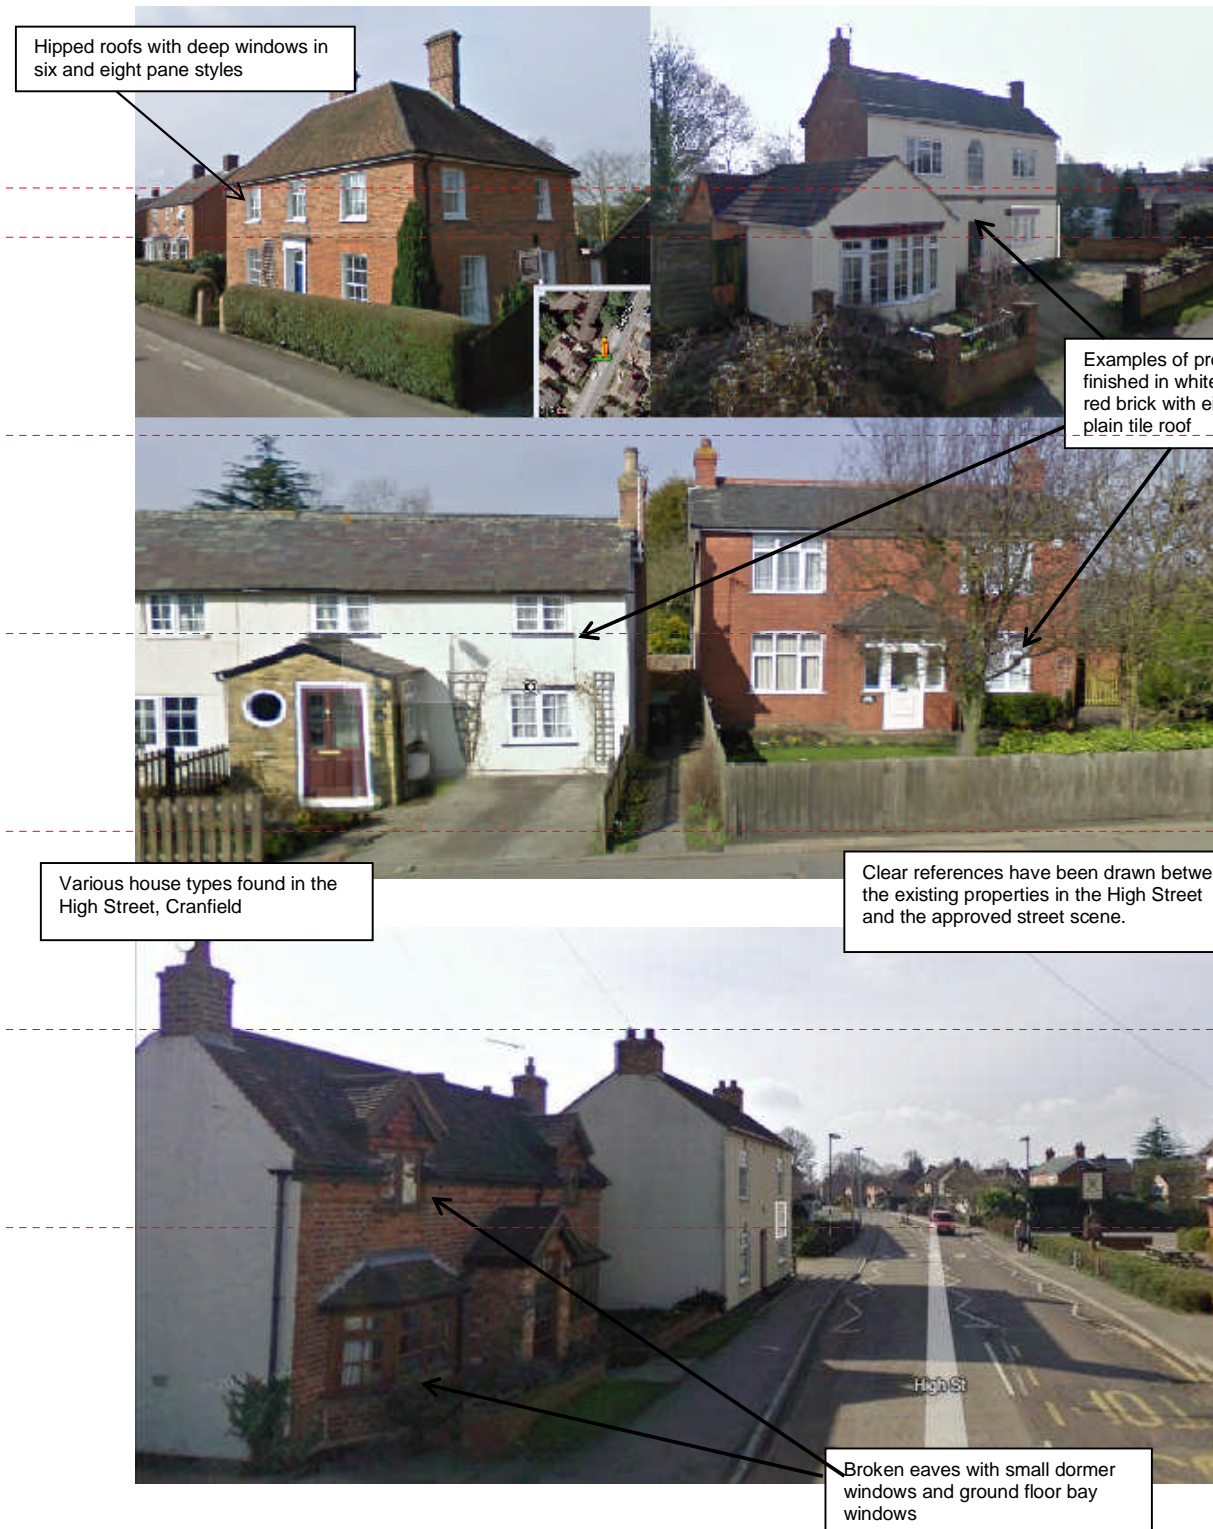 Hipped roofs with deep windows in
six and eight pane styles
Examples of
finished in white
red brick with
plain tile roof
Various house types found in the
High Street, Cranfield
Clear references have been drawn
the existing properties in the High Street
and the approved street scene.
High St
Broken eaves with small dormer
windows and ground floor bay
windows